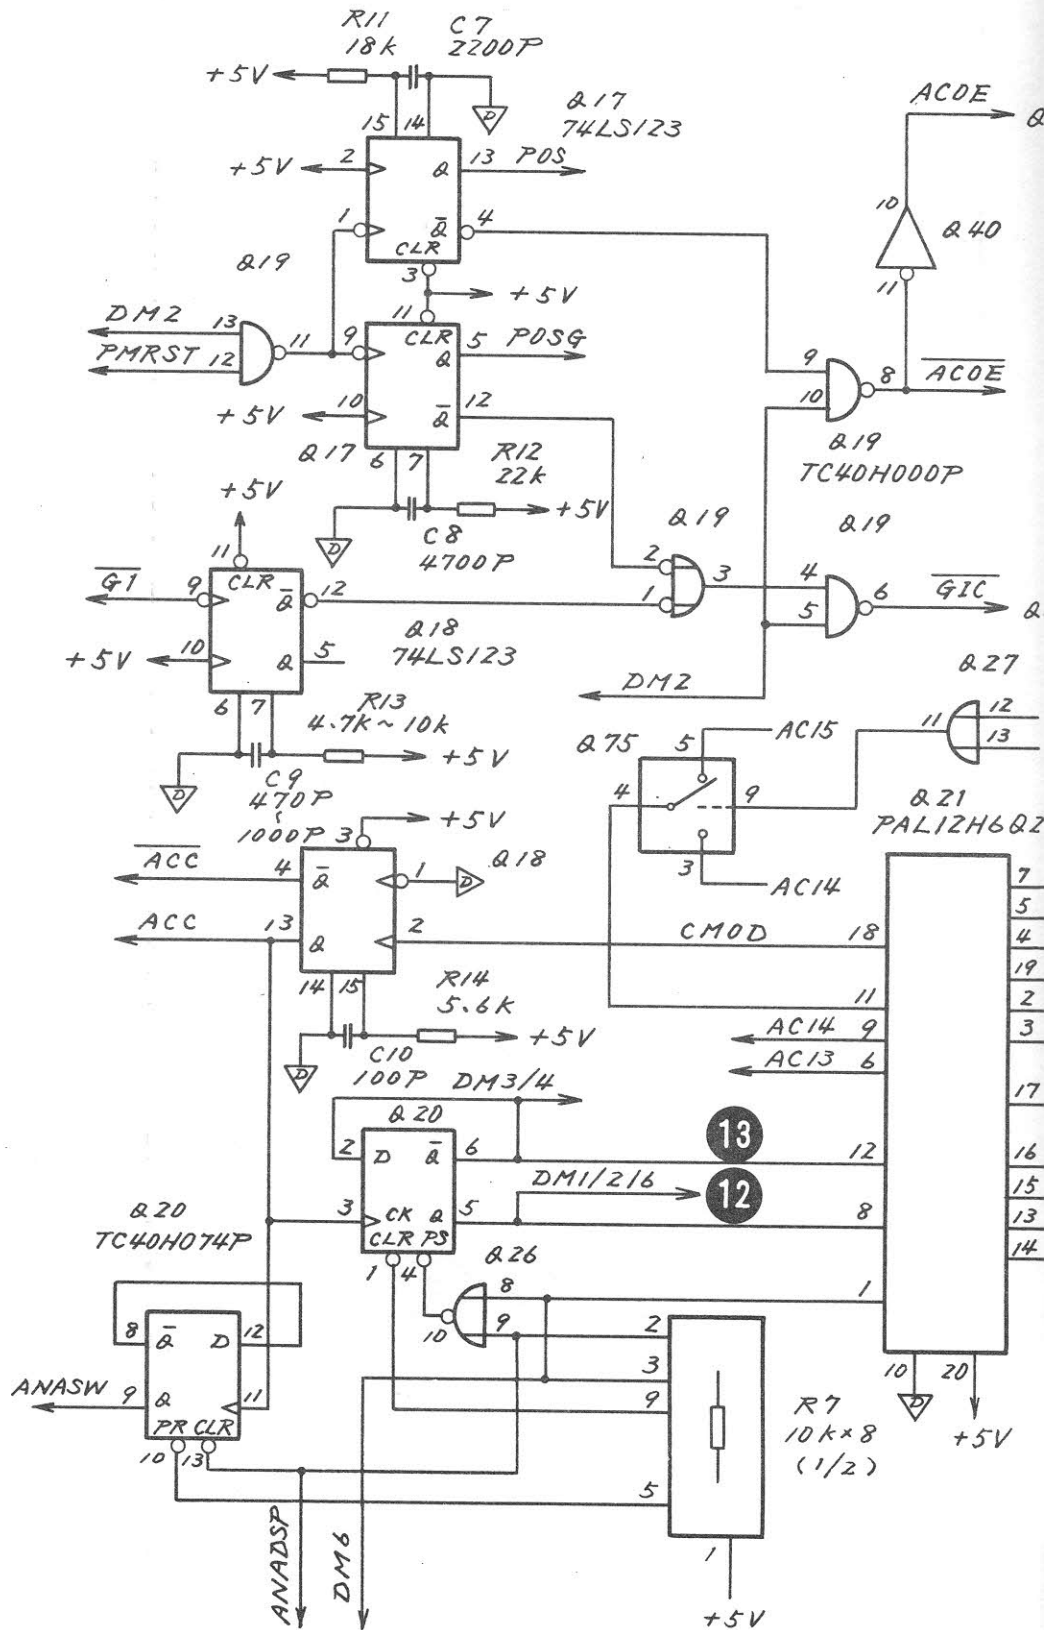 R11
18k
C7
2200P
+5V
D
Q17
74LS123
15
14
+5V
2
Q
13
POS
1
Q̅
4
CLR
3
+5V
Q19
DM2
13
PMRST
12
11
11
9
CLR
5
POSG
Q
+5V
10
Q̅
12
Q17
6
7
R12
22k
+5V
D
C8
4700P
ACOE
Q
10
Q40
11
9
10
8
A̅C̅O̅E̅
Q19
TC40H000P
+5V
11
G̅1̅
9
CLR
Q̅
12
+5V
10
Q
5
Q18
74LS123
6
7
R13
4.7K~10k
+5V
D
C9
470P
~
1000P
Q19
2
1
3
Q19
4
5
6
G̅I̅C̅
Q
DM2
Q27
12
13
11
Q75
5
AC15
4
9
3
AC14
Q21
PAL12H6Q2
3
+5V
A̅C̅C̅
4
Q̅
1
D
Q18
ACC
13
Q
2
CMOD
18
14
15
R14
5.6K
+5V
D
C10
100P
11
AC14
9
AC13
6
7
5
4
19
2
3
17
16
15
13
14
DM3/4
Q20
2
D
Q̅
6
13
12
DM1/2/6
12
3
CK
Q
5
8
CLR
PS
1
4
Q26
8
9
10
1
Q20
TC40H074P
8
Q̅
D
12
ANASW
9
Q
11
PR
CLR
10
13
2
3
9
5
1
+5V
R7
10k×8
(1/2)
10
20
D
+5V
ANADSP
DM6